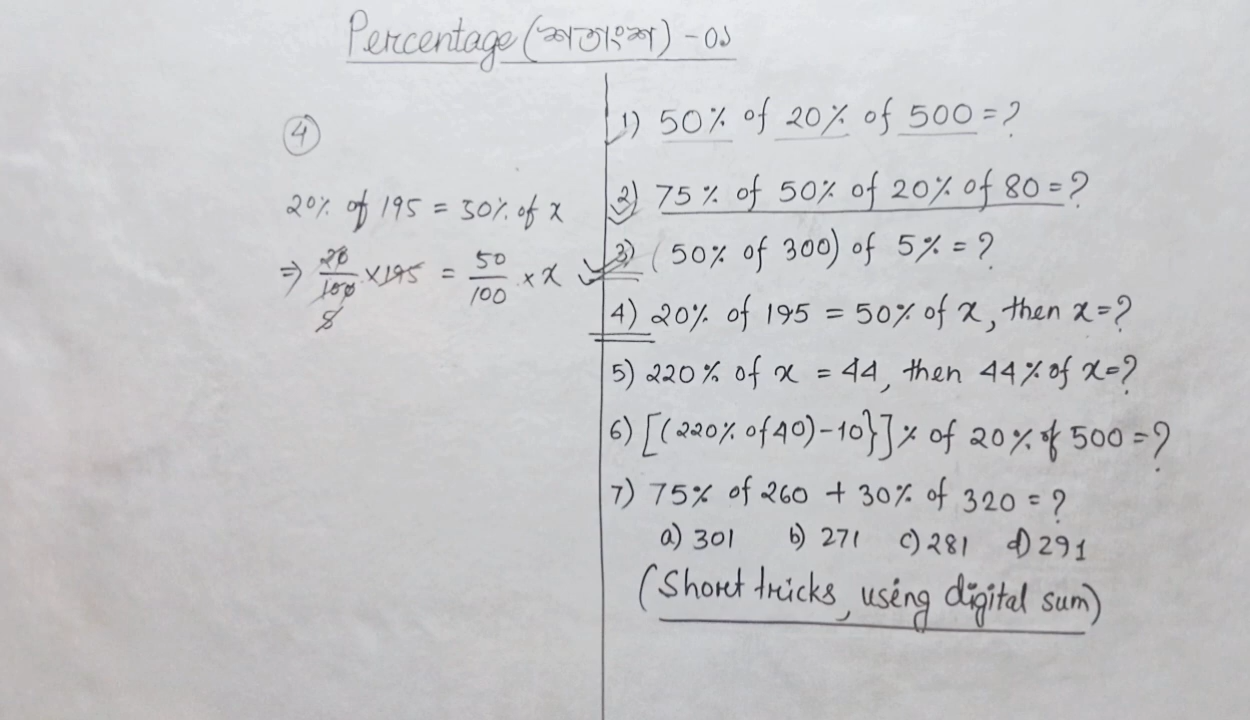 Percentage (শতাংশ) - 01
④
20% of 195 = 50% of x
⇒ 20/100 × 195 = 50/100 × x
5
1) 50% of 20% of 500 = ?
2) 75% of 50% of 20% of 80 = ?
3) (50% of 300) of 5% = ?
4) 20% of 195 = 50% of x, then x = ?
5) 220% of x = 44, then 44% of x = ?
6) [(220% of 40) - 10}]% of 20% of 500 = ?
7) 75% of 260 + 30% of 320 = ?
a) 301 b) 271 c) 281 d) 291
(Short tricks, using digital sum)